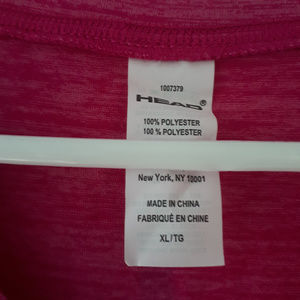 1007379
HEAD®
100% POLYESTER
100 % POLYESTER
New York, NY 10001
MADE IN CHINA
FABRIQUÉ EN CHINE
XL/TG